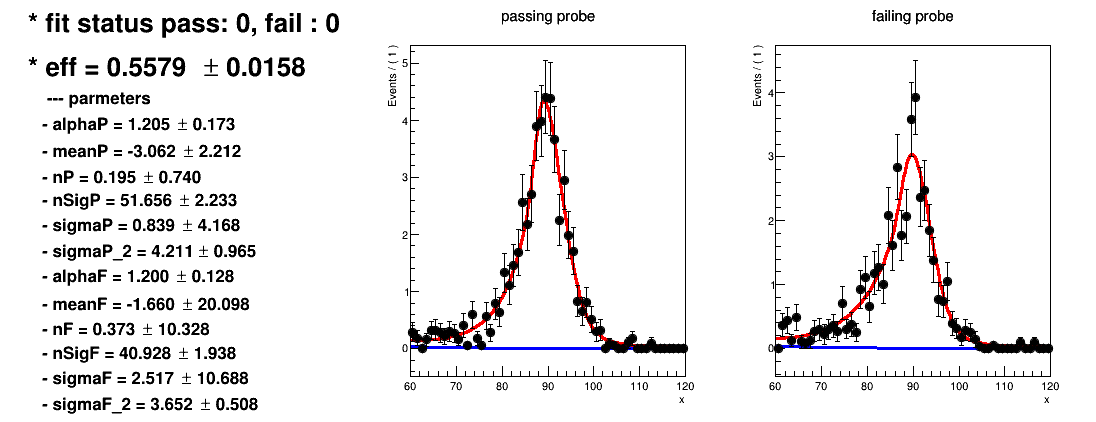 * fit status pass: 0, fail : 0
* eff = 0.5579 ± 0.0158
--- parmeters
- alphaP = 1.205 ± 0.173
- meanP = -3.062 ± 2.212
- nP = 0.195 ± 0.740
- nSigP = 51.656 ± 2.233
- sigmaP = 0.839 ± 4.168
- sigmaP_2 = 4.211 ± 0.965
- alphaF = 1.200 ± 0.128
- meanF = -1.660 ± 20.098
- nF = 0.373 ± 10.328
- nSigF = 40.928 ± 1.938
- sigmaF = 2.517 ± 10.688
- sigmaF_2 = 3.652 ± 0.508
passing probe
Events / ( 1 )
5
4
3
2
1
0
60 70 80 90 100 110 120
x
failing probe
Events / ( 1 )
4
3
2
1
0
60 70 80 90 100 110 120
x